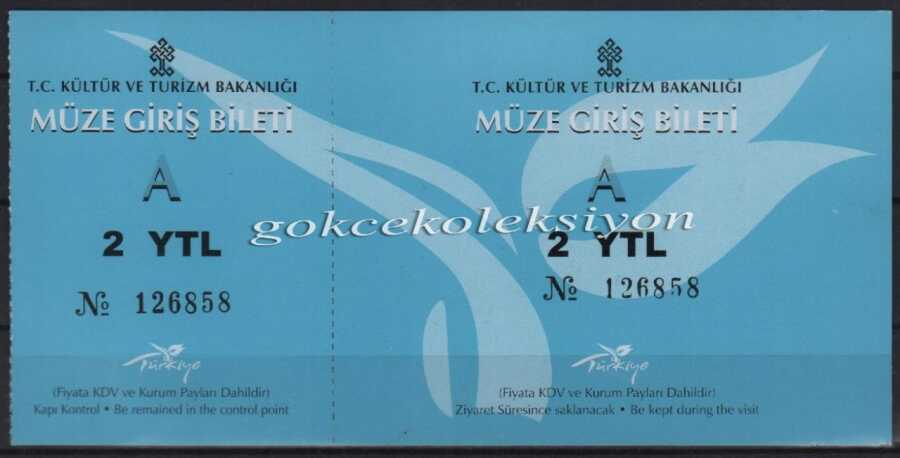 T.C. KÜLTÜR VE TURİZM BAKANLIĞI
MÜZE GİRİŞ BİLETİ
A
2 YTL
№ 126858
Türkiye
(Fiyata KDV ve Kurum Payları Dahildir)
Kapı Kontrol • Be remained in the control point
gokcekoleksiyon
T.C. KÜLTÜR VE TURİZM BAKANLIĞI
MÜZE GİRİŞ BİLETİ
A
2 YTL
№ 126858
Türkiye
(Fiyata KDV ve Kurum Payları Dahildir)
Ziyaret Süresince saklanacak • Be kept during the visit